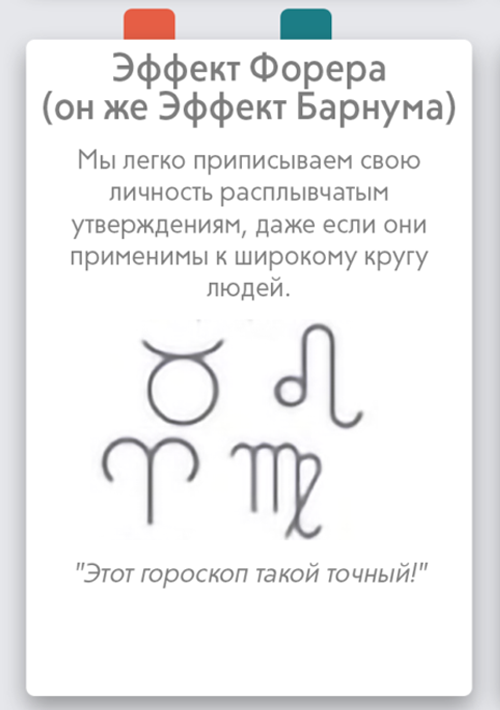 Эффект Форера
(он же Эффект Барнума)
Мы легко приписываем свою
личность расплывчатым
утверждениям, даже если они
применимы к широкому кругу
людей.
"Этот гороскоп такой точный!"